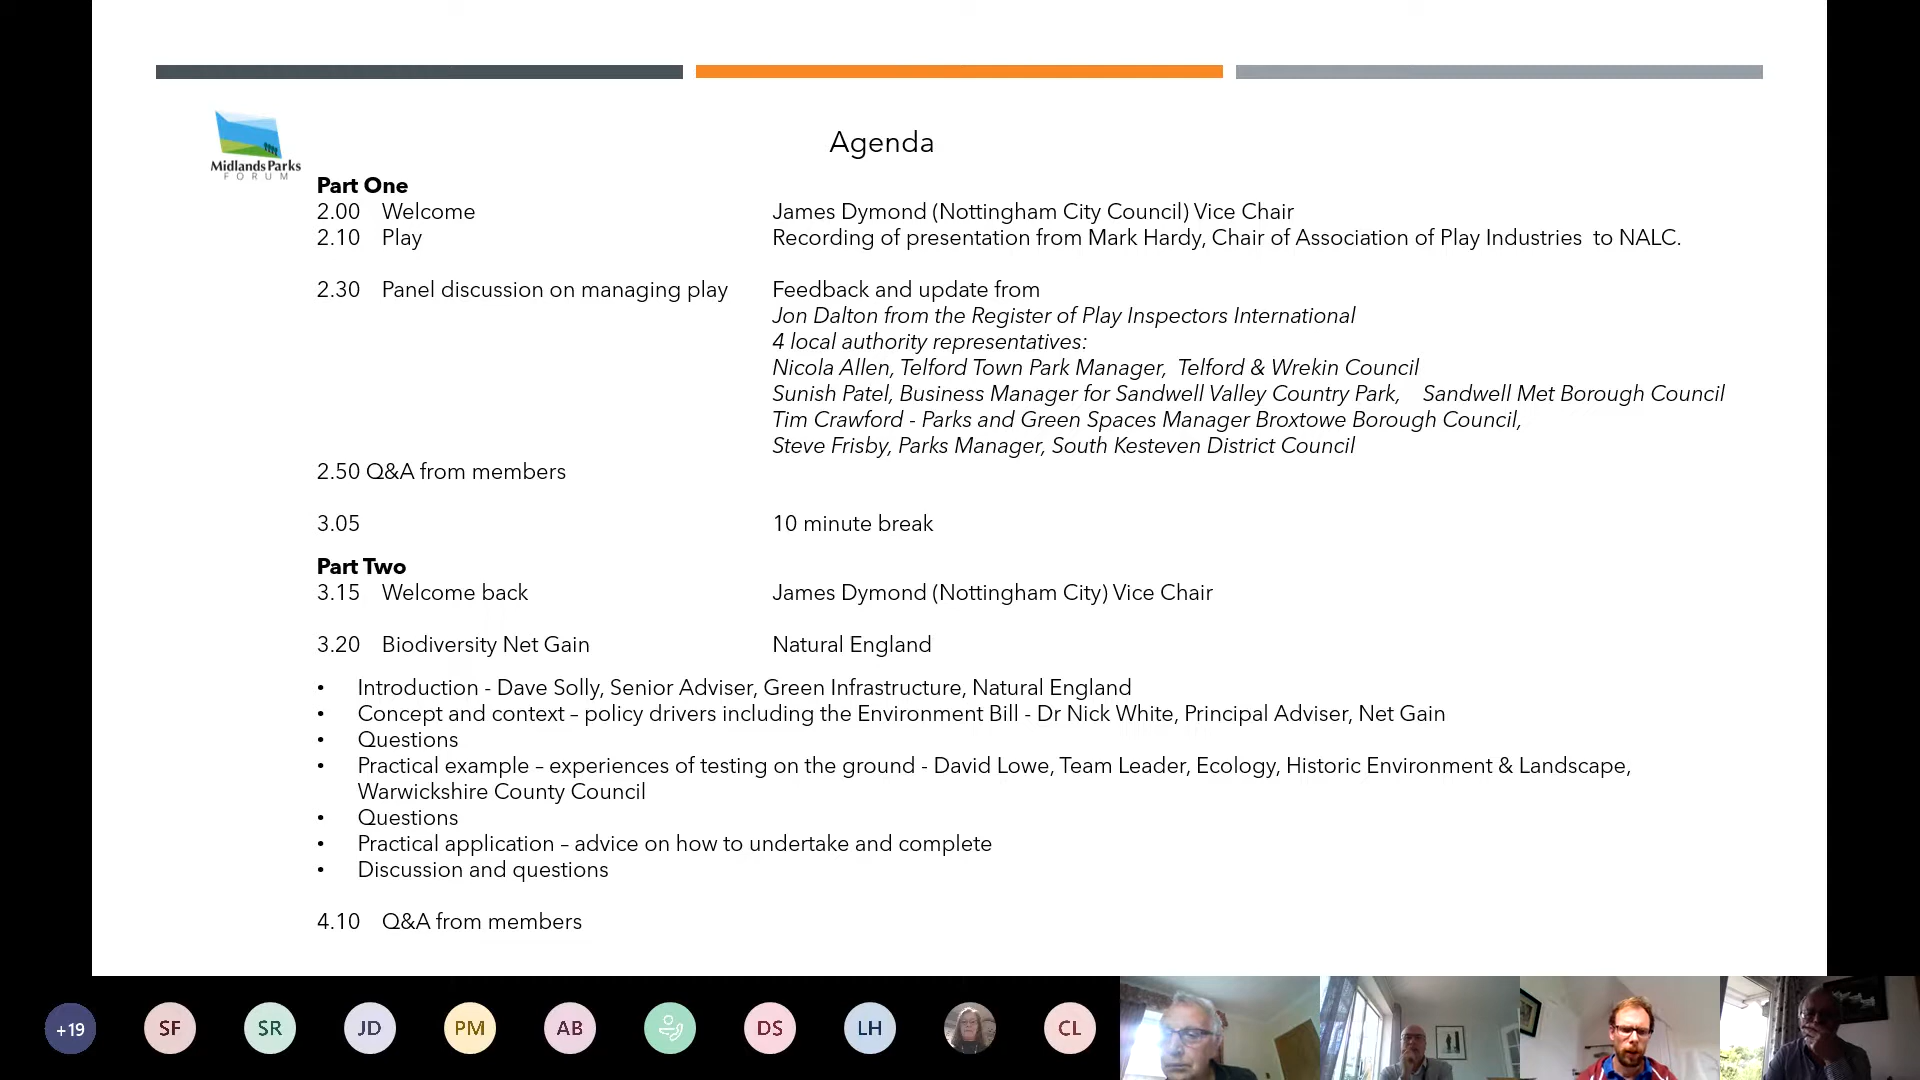 Agenda
Midlands Parks
FORUM
Part One
2.00 Welcome James Dymond (Nottingham City Council) Vice Chair
2.10 Play Recording of presentation from Mark Hardy, Chair of Association of Play Industries to NALC.
2.30 Panel discussion on managing play Feedback and update from
Jon Dalton from the Register of Play Inspectors International
4 local authority representatives:
Nicola Allen, Telford Town Park Manager, Telford & Wrekin Council
Sunish Patel, Business Manager for Sandwell Valley Country Park, Sandwell Met Borough Council
Tim Crawford - Parks and Green Spaces Manager Broxtowe Borough Council,
Steve Frisby, Parks Manager, South Kesteven District Council
2.50 Q&A from members
3.05 10 minute break
Part Two
3.15 Welcome back James Dymond (Nottingham City) Vice Chair
3.20 Biodiversity Net Gain Natural England
• Introduction - Dave Solly, Senior Adviser, Green Infrastructure, Natural England
• Concept and context – policy drivers including the Environment Bill - Dr Nick White, Principal Adviser, Net Gain
• Questions
• Practical example – experiences of testing on the ground - David Lowe, Team Leader, Ecology, Historic Environment & Landscape,
Warwickshire County Council
• Questions
• Practical application – advice on how to undertake and complete
• Discussion and questions
4.10 Q&A from members
+19 SF SR JD PM AB DS LH CL